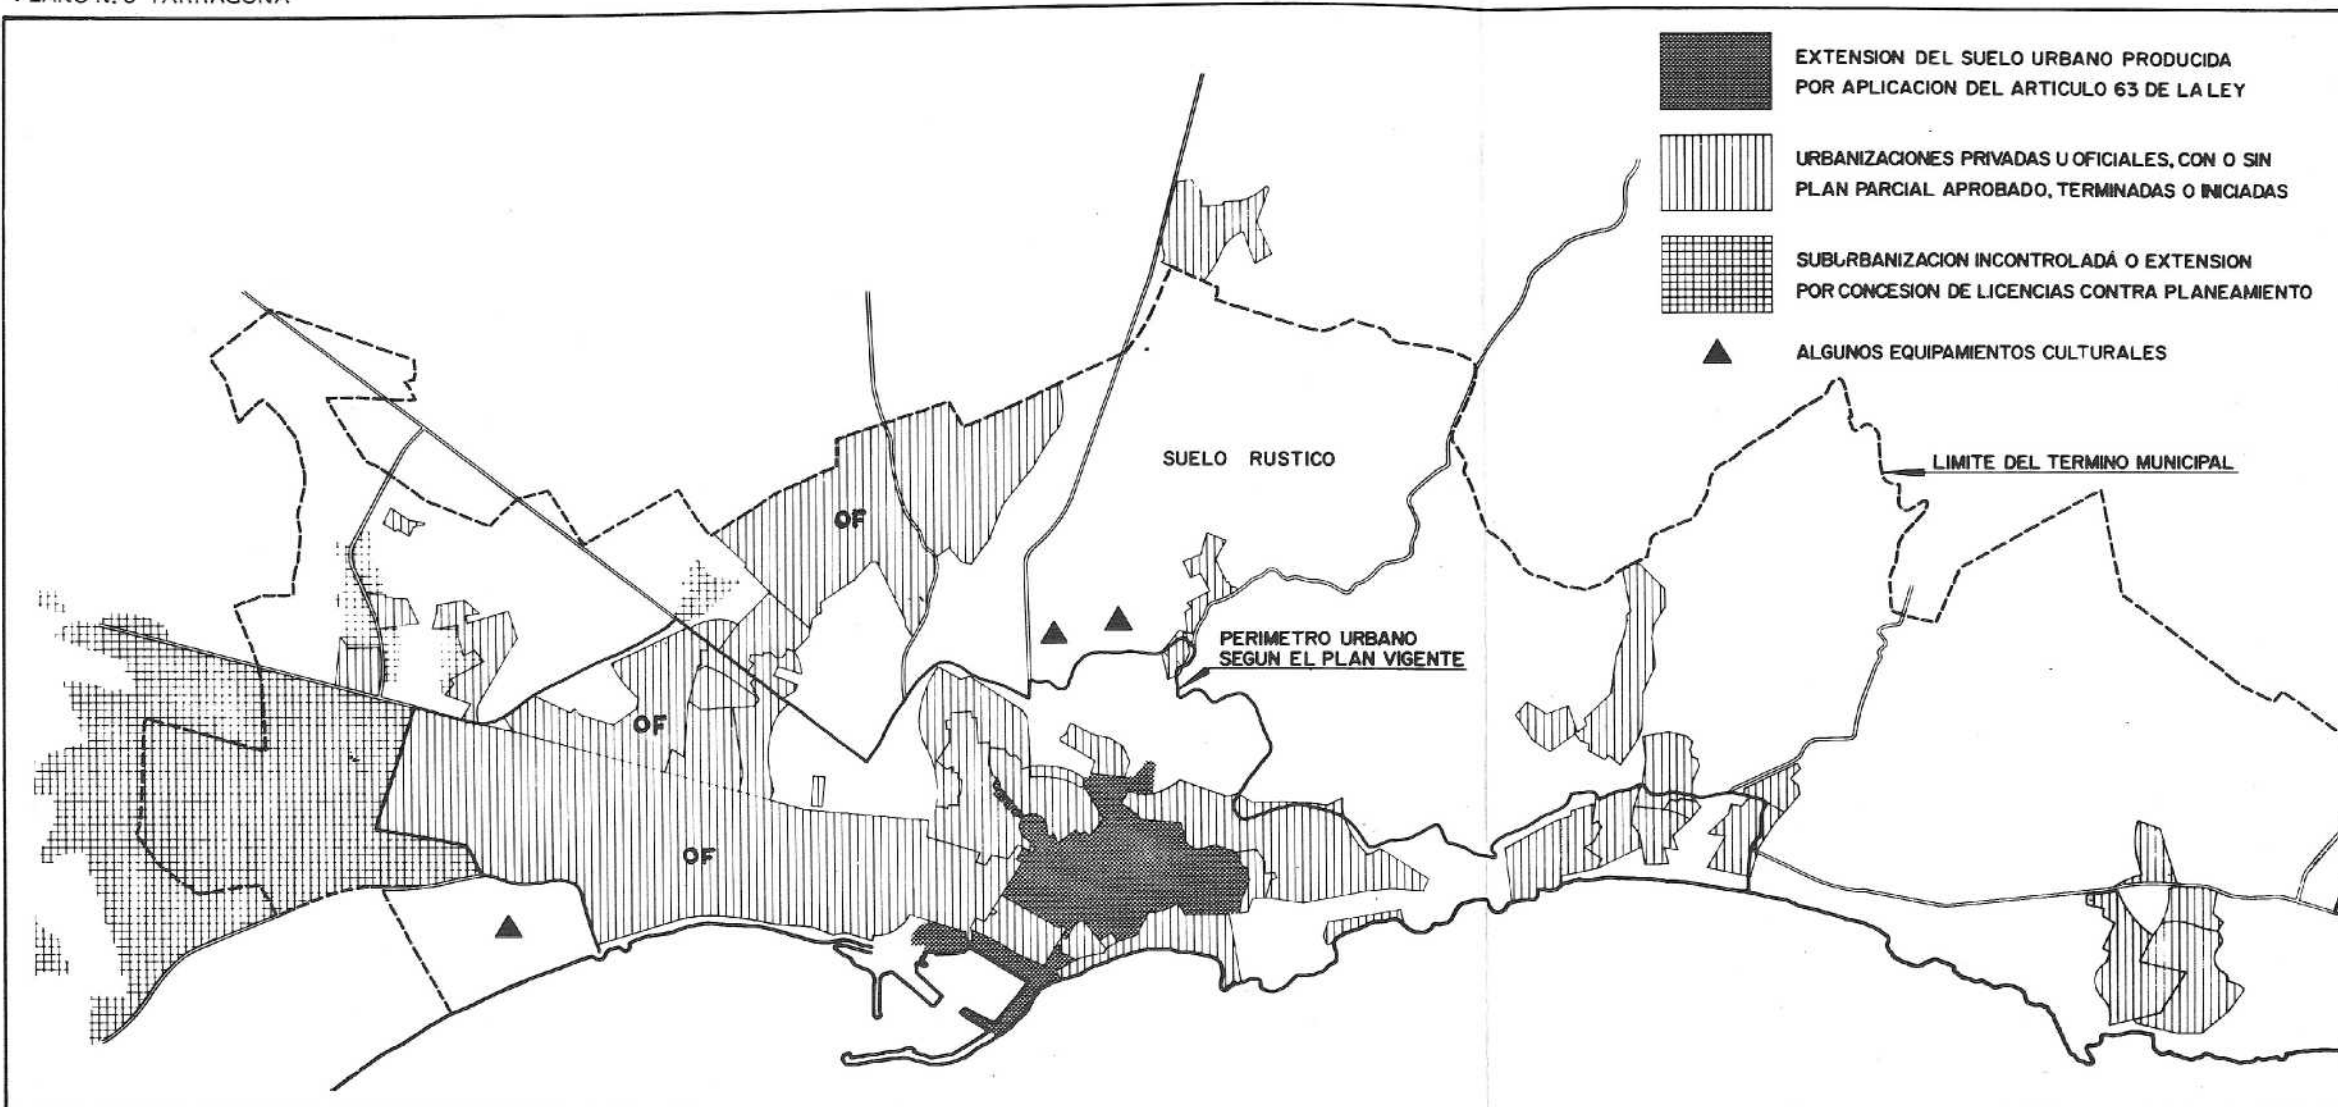 EXTENSION DEL SUELO URBANO PRODUCIDA
POR APLICACION DEL ARTICULO 63 DE LA LEY
URBANIZACIONES PRIVADAS U OFICIALES, CON O SIN
PLAN PARCIAL APROBADO, TERMINADAS O INICIADAS
SUBURBANIZACION INCONTROLADÁ O EXTENSION
POR CONCESION DE LICENCIAS CONTRA PLANEAMIENTO
ALGUNOS EQUIPAMIENTOS CULTURALES
SUELO RUSTICO
LIMITE DEL TERMINO MUNICIPAL
OF
PERIMETRO URBANO
SEGUN EL PLAN VIGENTE
OF
OF